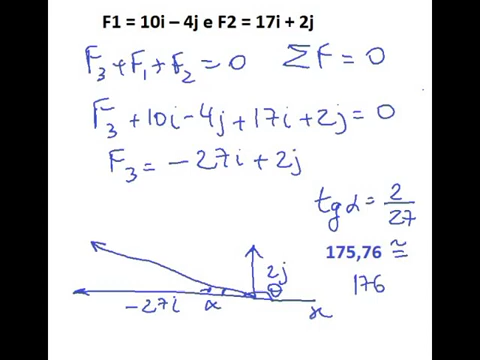 F1 = 10i – 4j e F2 = 17i + 2j
F₃ + F₁ + F₂ = 0 ΣF = 0
F₃ + 10i - 4j + 17i + 2j = 0
F₃ = - 27i + 2j
tg α = 2/27
175,76 ≅
176
2j
θ
-27i α x